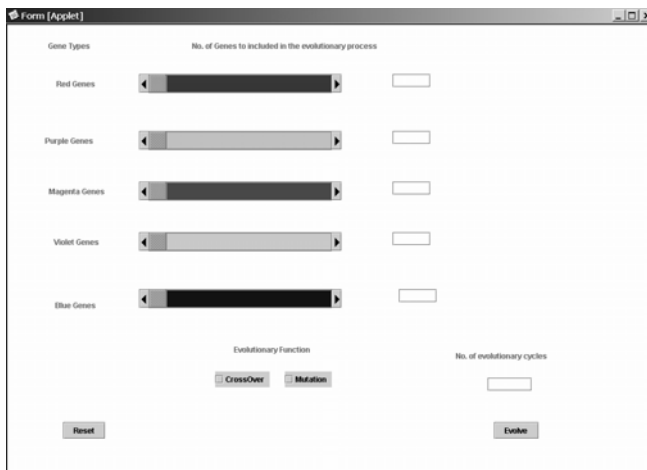 Form [Applet]
Gene Types No. of Genes to included in the evolutionary process
Red Genes
Purple Genes
Magenta Genes
Violet Genes
Blue Genes
Evolutionary Function
No. of evolutionary cycles
CrossOver Mutation
Reset Evolve